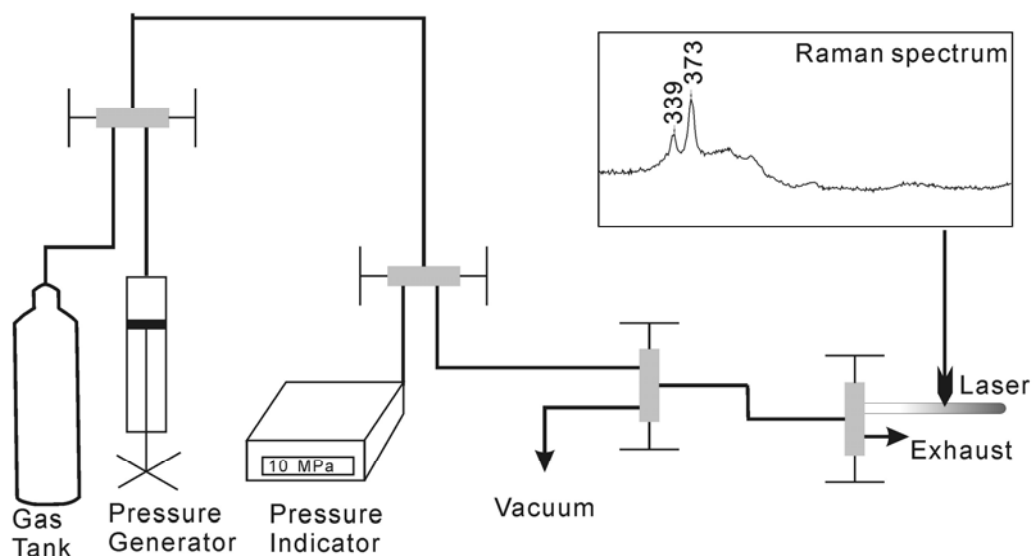 Raman spectrum
339
373
10 MPa
Laser
Exhaust
Vacuum
Gas
Tank
Pressure
Generator
Pressure
Indicator